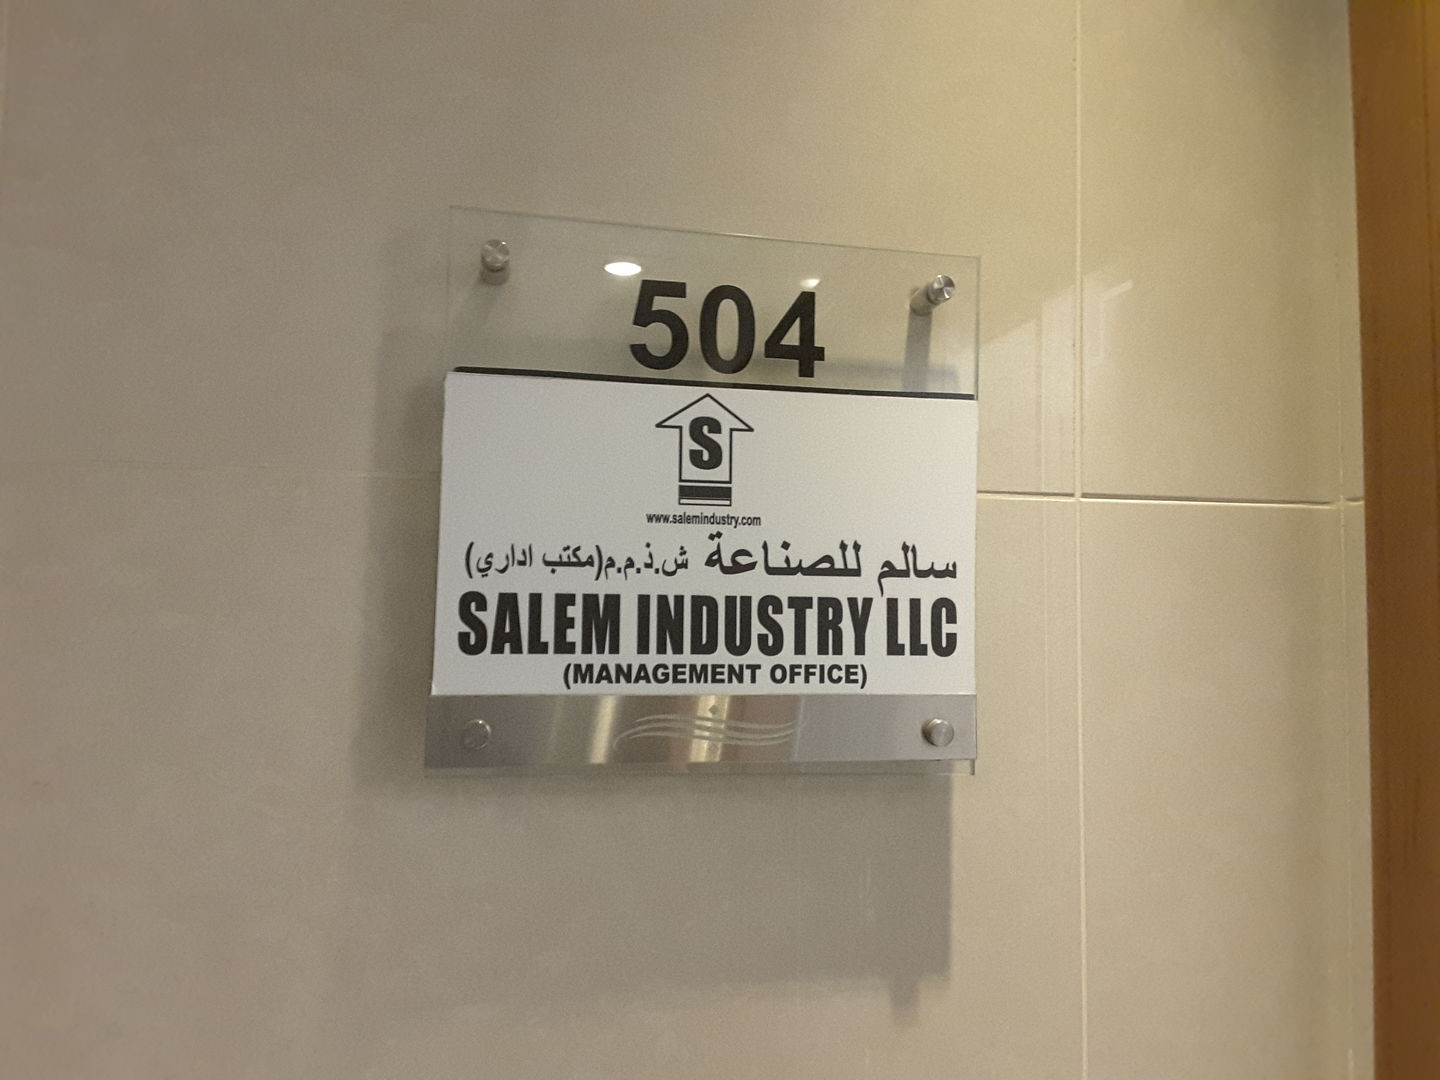 504
S
www.salemindustry.com
سالم للصناعة ش.ذ.م.م(مكتب اداري)
SALEM INDUSTRY LLC
(MANAGEMENT OFFICE)